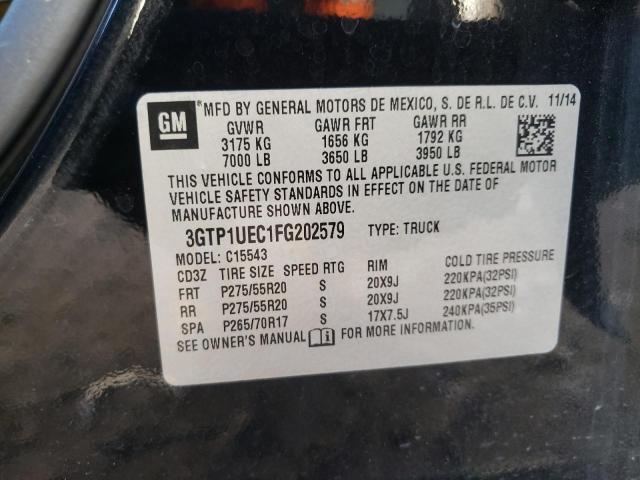 GM ® MFD BY GENERAL MOTORS DE MEXICO, S. DE R.L. DE C.V. 11/14
GVWR GAWR FRT GAWR RR
3175 KG 1656 KG 1792 KG
7000 LB 3650 LB 3950 LB
THIS VEHICLE CONFORMS TO ALL APPLICABLE U.S. FEDERAL MOTOR
VEHICLE SAFETY STANDARDS IN EFFECT ON THE DATE OF
MANUFACTURE SHOWN ABOVE.
3GTP1UEC1FG202579 TYPE: TRUCK
MODEL: C15543
CD3Z TIRE SIZE SPEED RTG RIM COLD TIRE PRESSURE
FRT P275/55R20 S 20X9J 220KPA(32PSI)
RR P275/55R20 S 20X9J 220KPA(32PSI)
SPA P265/70R17 S 17X7.5J 240KPA(35PSI)
SEE OWNER'S MANUAL i FOR ADDITIONAL INFORMATION.